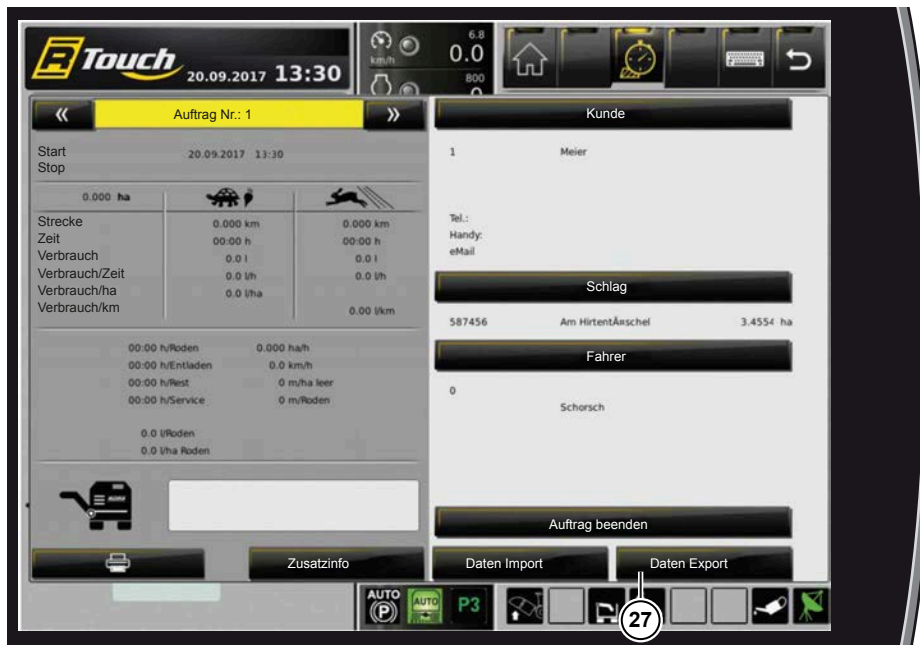 R Touch 20.09.2017 13:30
km/h 6.8
0.0
800
0
« Auftrag Nr.: 1 »
Start 20.09.2017 13:30
Stop
0.000 ha
Strecke 0.000 km 0.000 km
Zeit 00:00 h 00:00 h
Verbrauch 0.0 l 0.0 l
Verbrauch/Zeit 0.0 l/h 0.0 l/h
Verbrauch/ha 0.0 l/ha
Verbrauch/km 0.00 l/km
00:00 h/Roden 0.000 ha/h
00:00 h/Entladen 0.0 km/h
00:00 h/Rest 0 m/ha leer
00:00 h/Service 0 m/Roden
0.0 l/Roden
0.0 l/ha Roden
Zusatzinfo
Kunde
1 Meier
Tel.:
Handy:
eMail
Schlag
587456 Am HirtentÃ¤schel 3.4554 ha
Fahrer
0
Schorsch
Auftrag beenden
Daten Import Daten Export
AUTO (P) AUTO P3
27